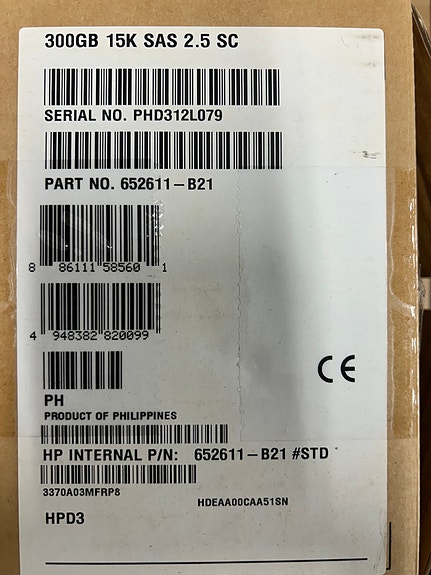 300GB 15K SAS 2.5 SC
SERIAL NO. PHD312L079
PART NO. 652611-B21
8 86111 58560 1
4 948382 820099
CE
PH
PRODUCT OF PHILIPPINES
HP INTERNAL P/N: 652611-B21 #STD
3370A03MFRP8
HDEAA00CAA51SN
HPD3